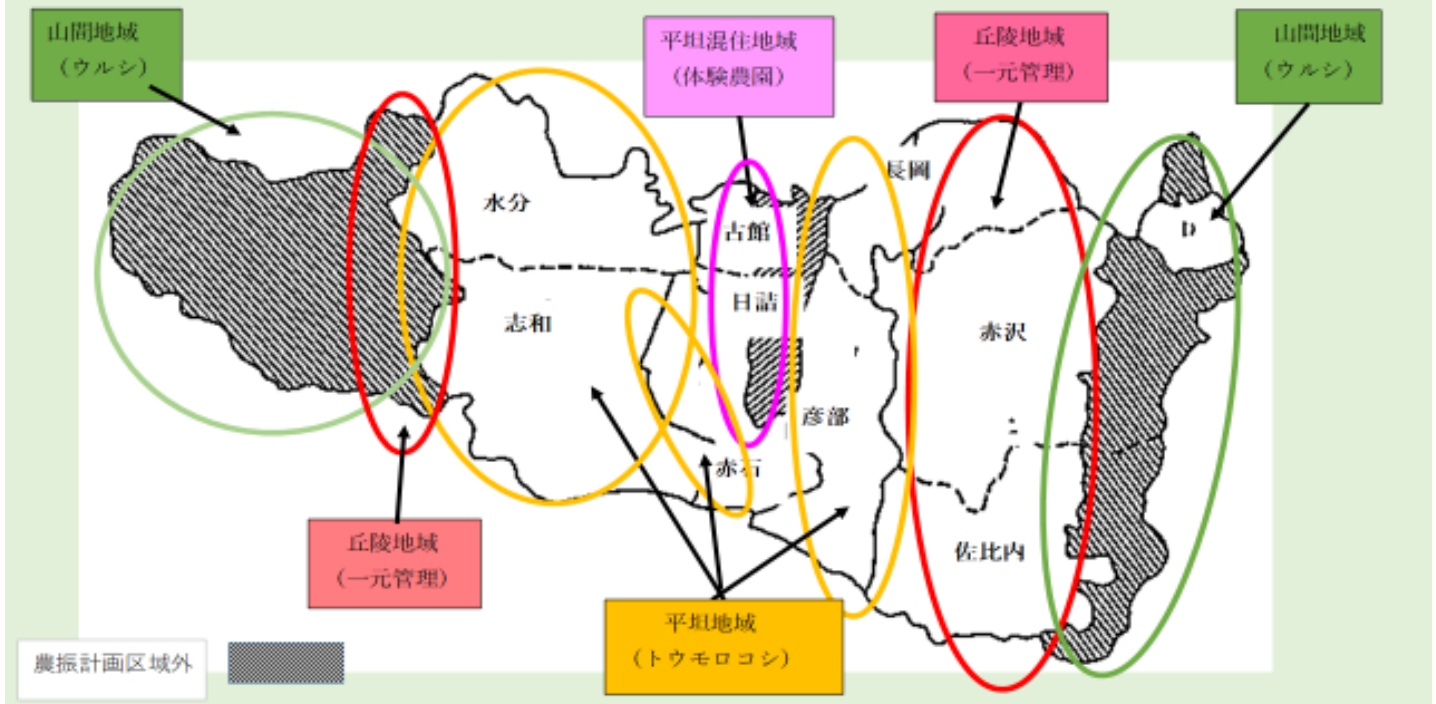 山間地域
（ウルシ）
平坦混住地域
（体験農園）
丘陵地域
（一元管理）
山間地域
（ウルシ）
長岡
水分
古館
日詰
志和
赤沢
彦部
赤石
佐比内
丘陵地域
（一元管理）
平坦地域
（トウモロコシ）
農振計画区域外